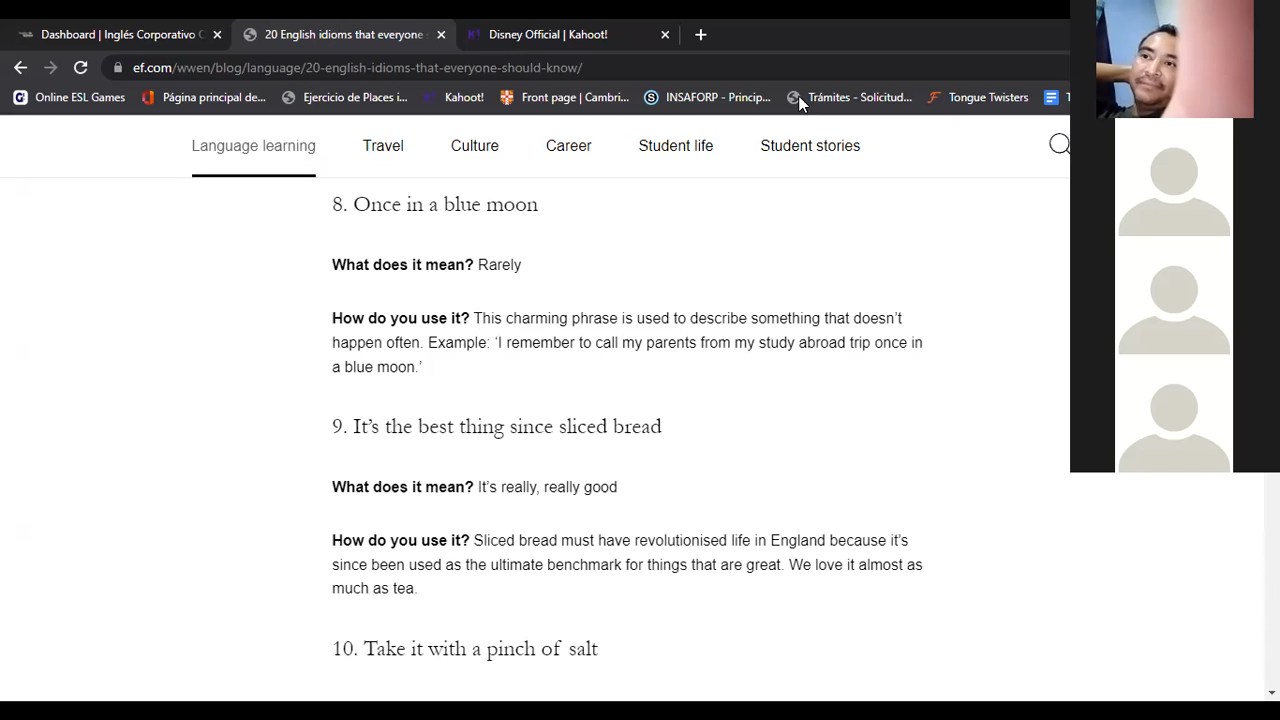 Dashboard | Inglés Corporativo
20 English idioms that everyone
Disney Official | Kahoot!
ef.com/wwen/blog/language/20-english-idioms-that-everyone-should-know/
Online ESL Games
Página principal de...
Ejercicio de Places i...
Kahoot!
Front page | Cambri...
INSAFORP - Princip...
Trámites - Solicitud...
Tongue Twisters
Language learning
Travel
Culture
Career
Student life
Student stories
8. Once in a blue moon
What does it mean? Rarely
How do you use it? This charming phrase is used to describe something that doesn’t
happen often. Example: ‘I remember to call my parents from my study abroad trip once in
a blue moon.’
9. It’s the best thing since sliced bread
What does it mean? It’s really, really good
How do you use it? Sliced bread must have revolutionised life in England because it’s
since been used as the ultimate benchmark for things that are great. We love it almost as
much as tea.
10. Take it with a pinch of salt